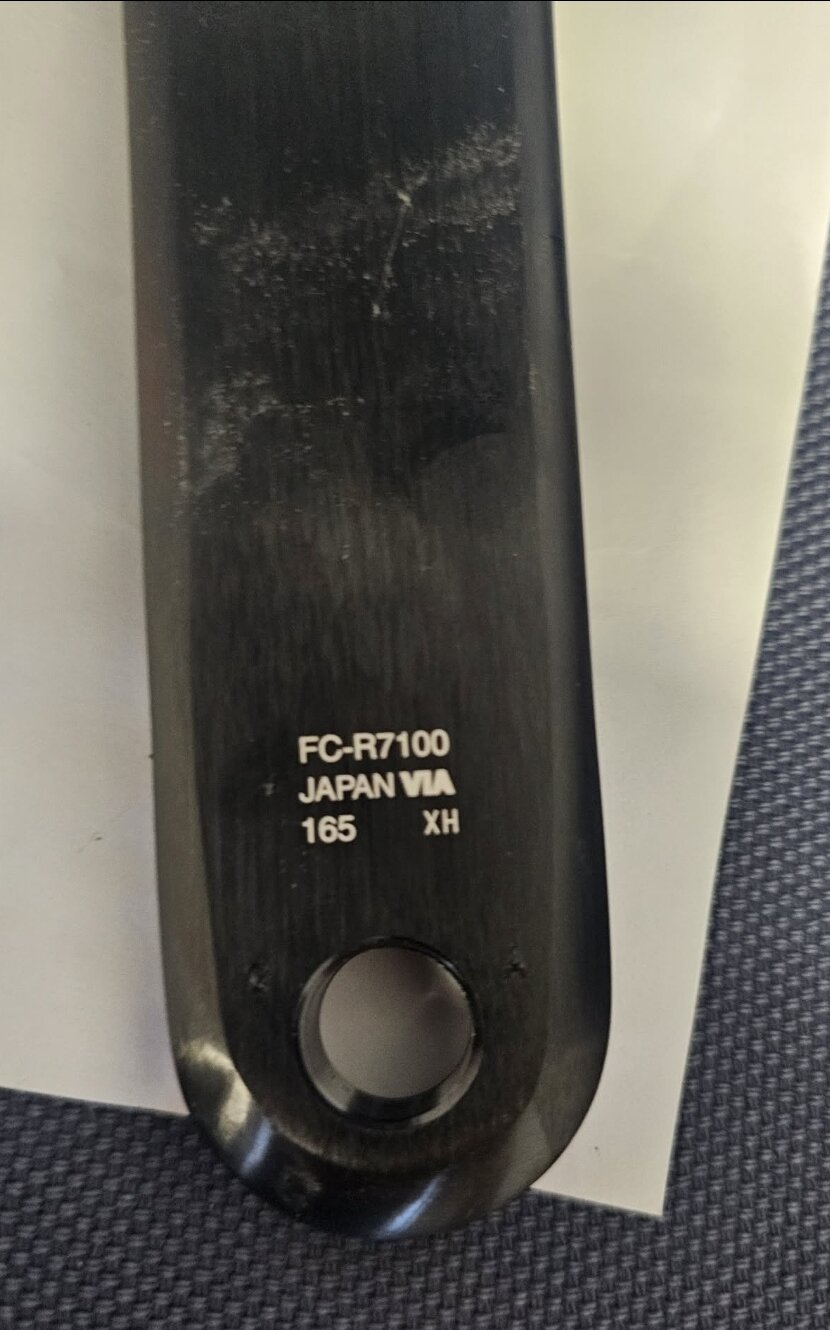 FC-R7100
JAPAN VIA
165 XH